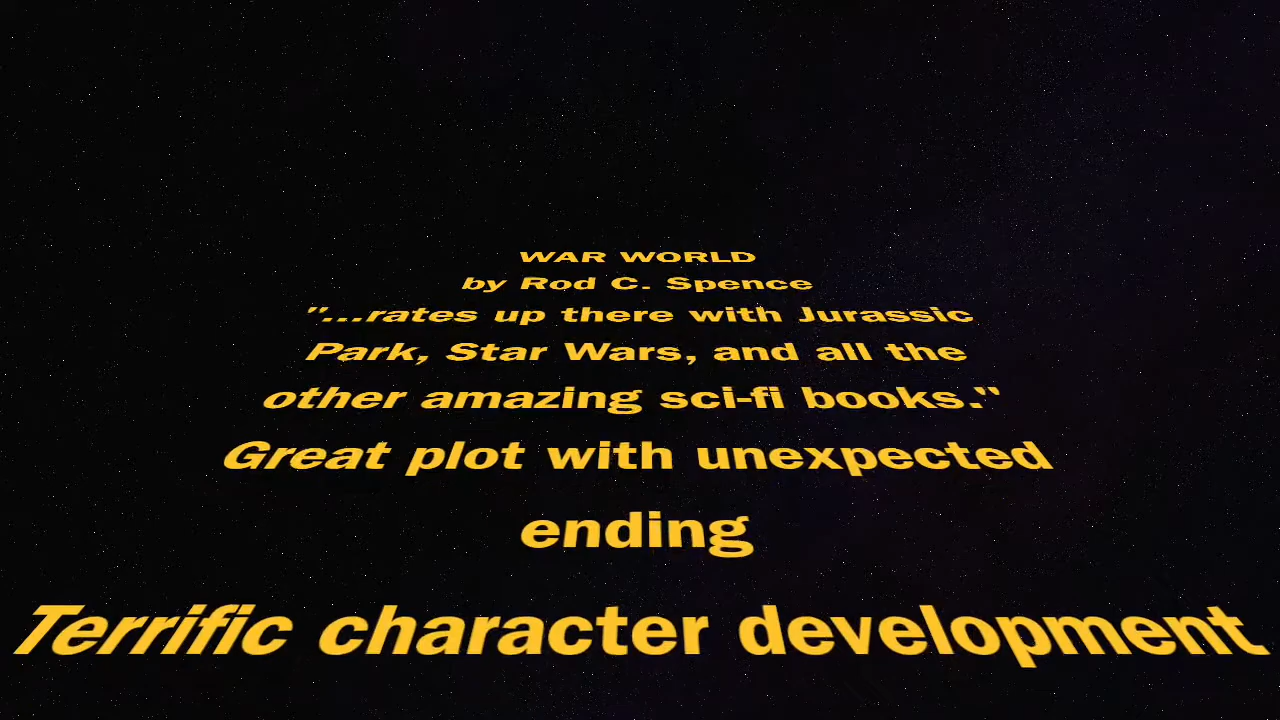 WAR WORLD
by Rod C. Spence
"...rates up there with Jurassic
Park, Star Wars, and all the
other amazing sci-fi books."
Great plot with unexpected
ending
Terrific character development